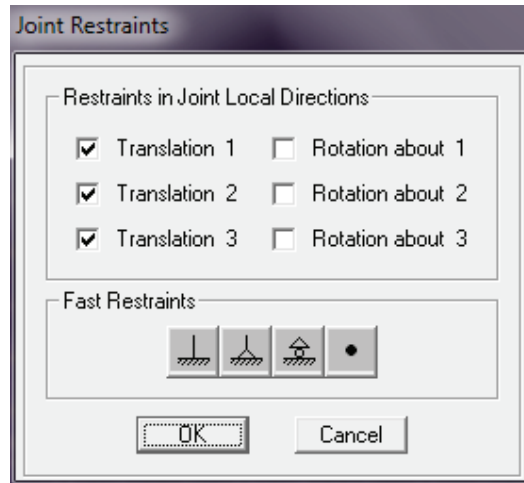 Joint Restraints
Restraints in Joint Local Directions
Translation 1 Rotation about 1
Translation 2 Rotation about 2
Translation 3 Rotation about 3
Fast Restraints
OK Cancel